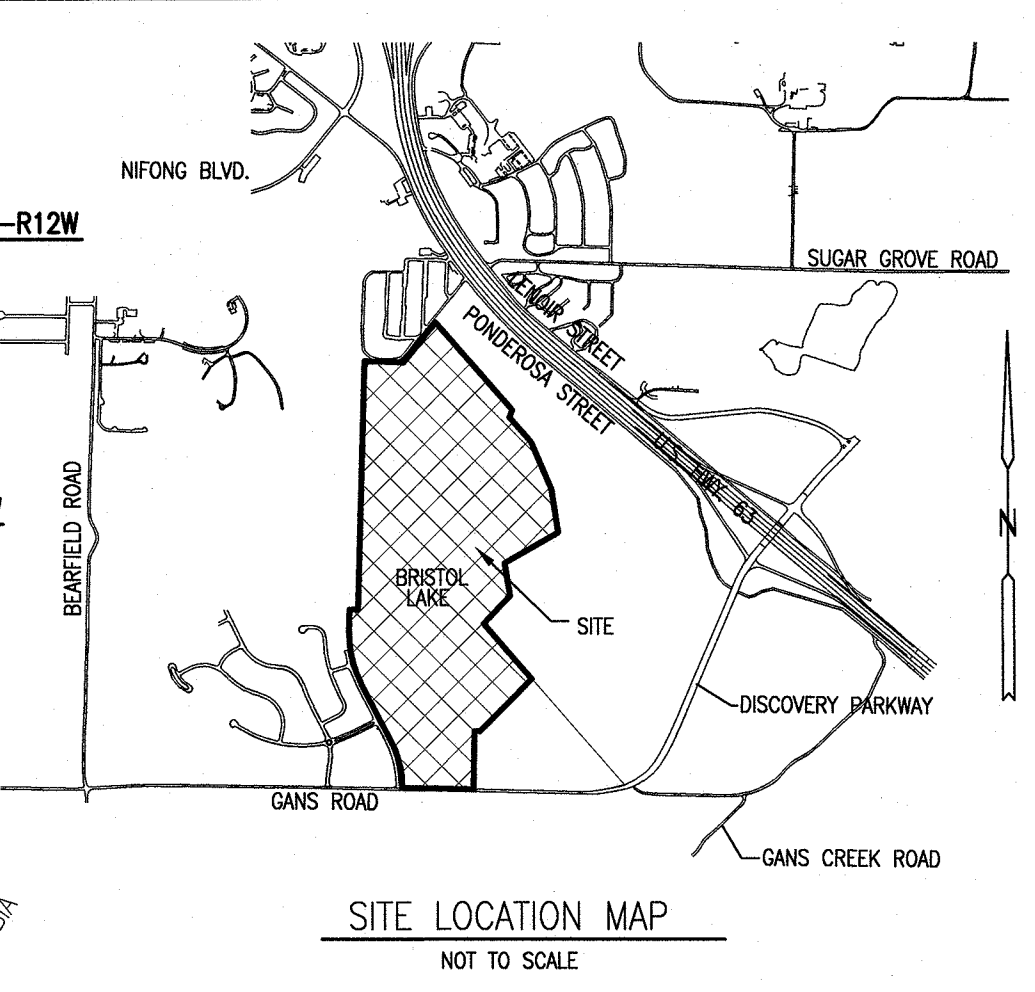 NIFONG BLVD.
-R12W
SUGAR GROVE ROAD
LENOIR STREET
PONDEROSA STREET
U.S. HWY. 63
BEARFIELD ROAD
N
BRISTOL
LAKE
SITE
DISCOVERY PARKWAY
GANS ROAD
GANS CREEK ROAD
SITE LOCATION MAP
NOT TO SCALE